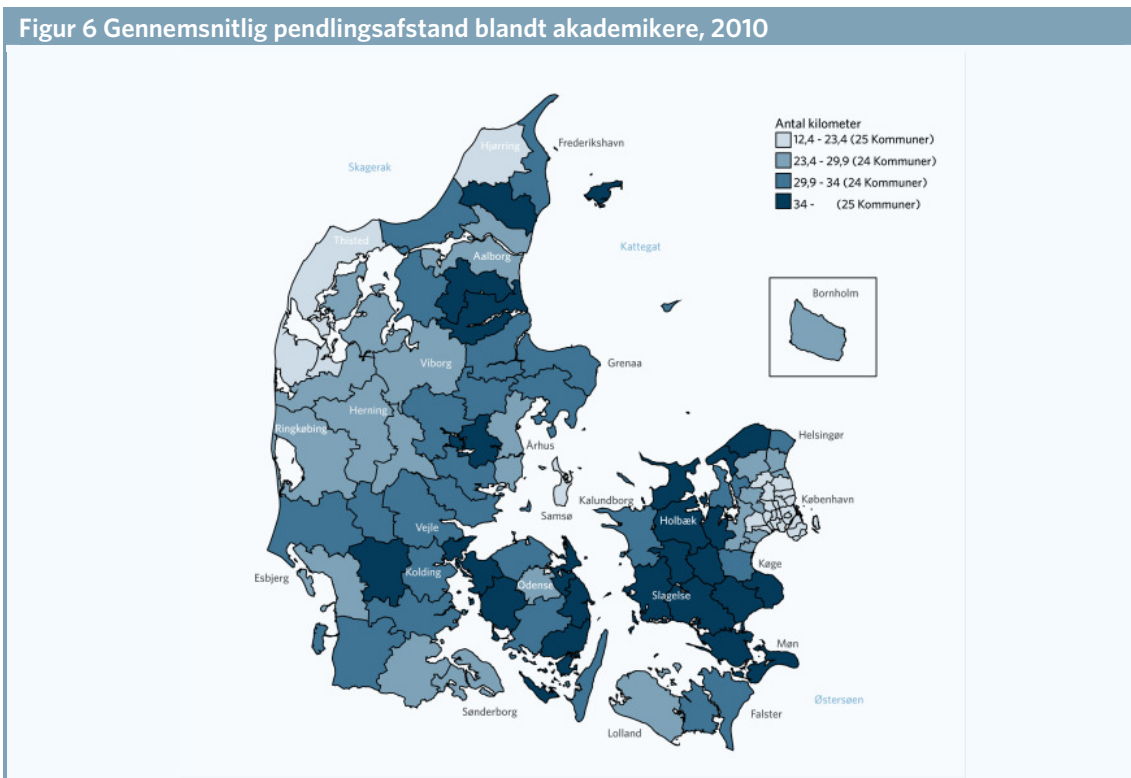 Figur 6 Gennemsnitlig pendlingsafstand blandt akademikere, 2010
Antal kilometer
12,4 - 23,4 (25 Kommuner)
23,4 - 29,9 (24 Kommuner)
29,9 - 34 (24 Kommuner)
34 - (25 Kommuner)
Hjørring
Frederikshavn
Skagerak
Thisted
Kattegat
Aalborg
Bornholm
Viborg
Grenaa
Herning
Ringkøbing
Helsingør
Århus
København
Kalundborg
Samsø
Holbæk
Vejle
Køge
Esbjerg
Kolding
Odense
Slagelse
Møn
Østersøen
Sønderborg
Falster
Lolland